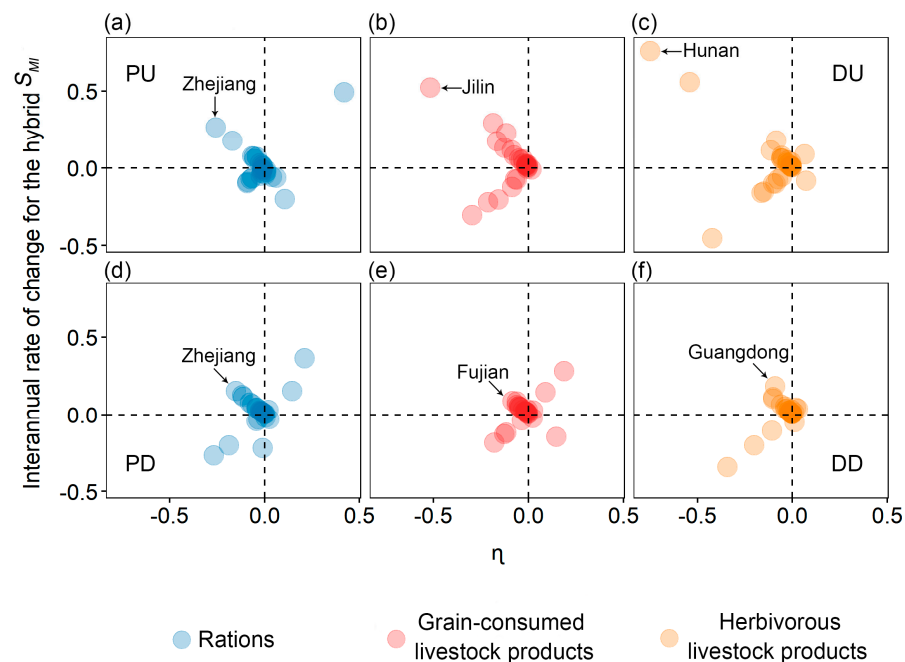 (a)
(b)
(c)
Interannual rate of change for the hybrid S_MI
0.5
0.0
-0.5
PU
Zhejiang
Jilin
Hunan
DU
(d)
(e)
(f)
0.5
0.0
-0.5
Zhejiang
PD
Fujian
Guangdong
DD
-0.5 0.0 0.5 -0.5 0.0 0.5 -0.5 0.0 0.5
η
Rations
Grain-consumed
livestock products
Herbivorous
livestock products